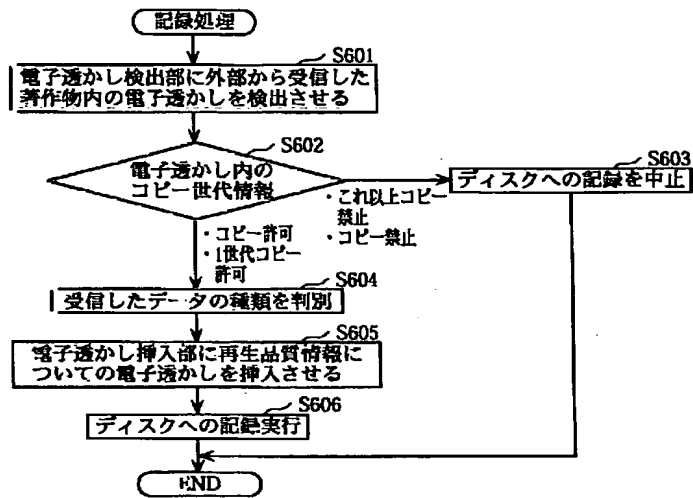 記録処理
S601
電子透かし検出部に外部から受信した
著作物内の電子透かしを検出させる
S602
電子透かし内の
コピー世代情報
・これ以上コピー
禁止
・コピー禁止
S603
ディスクへの記録を中止
・コピー許可
・1世代コピー
許可
S604
受信したデータの種類を判別
S605
電子透かし挿入部に再生品質情報に
ついての電子透かしを挿入させる
S606
ディスクへの記録実行
END